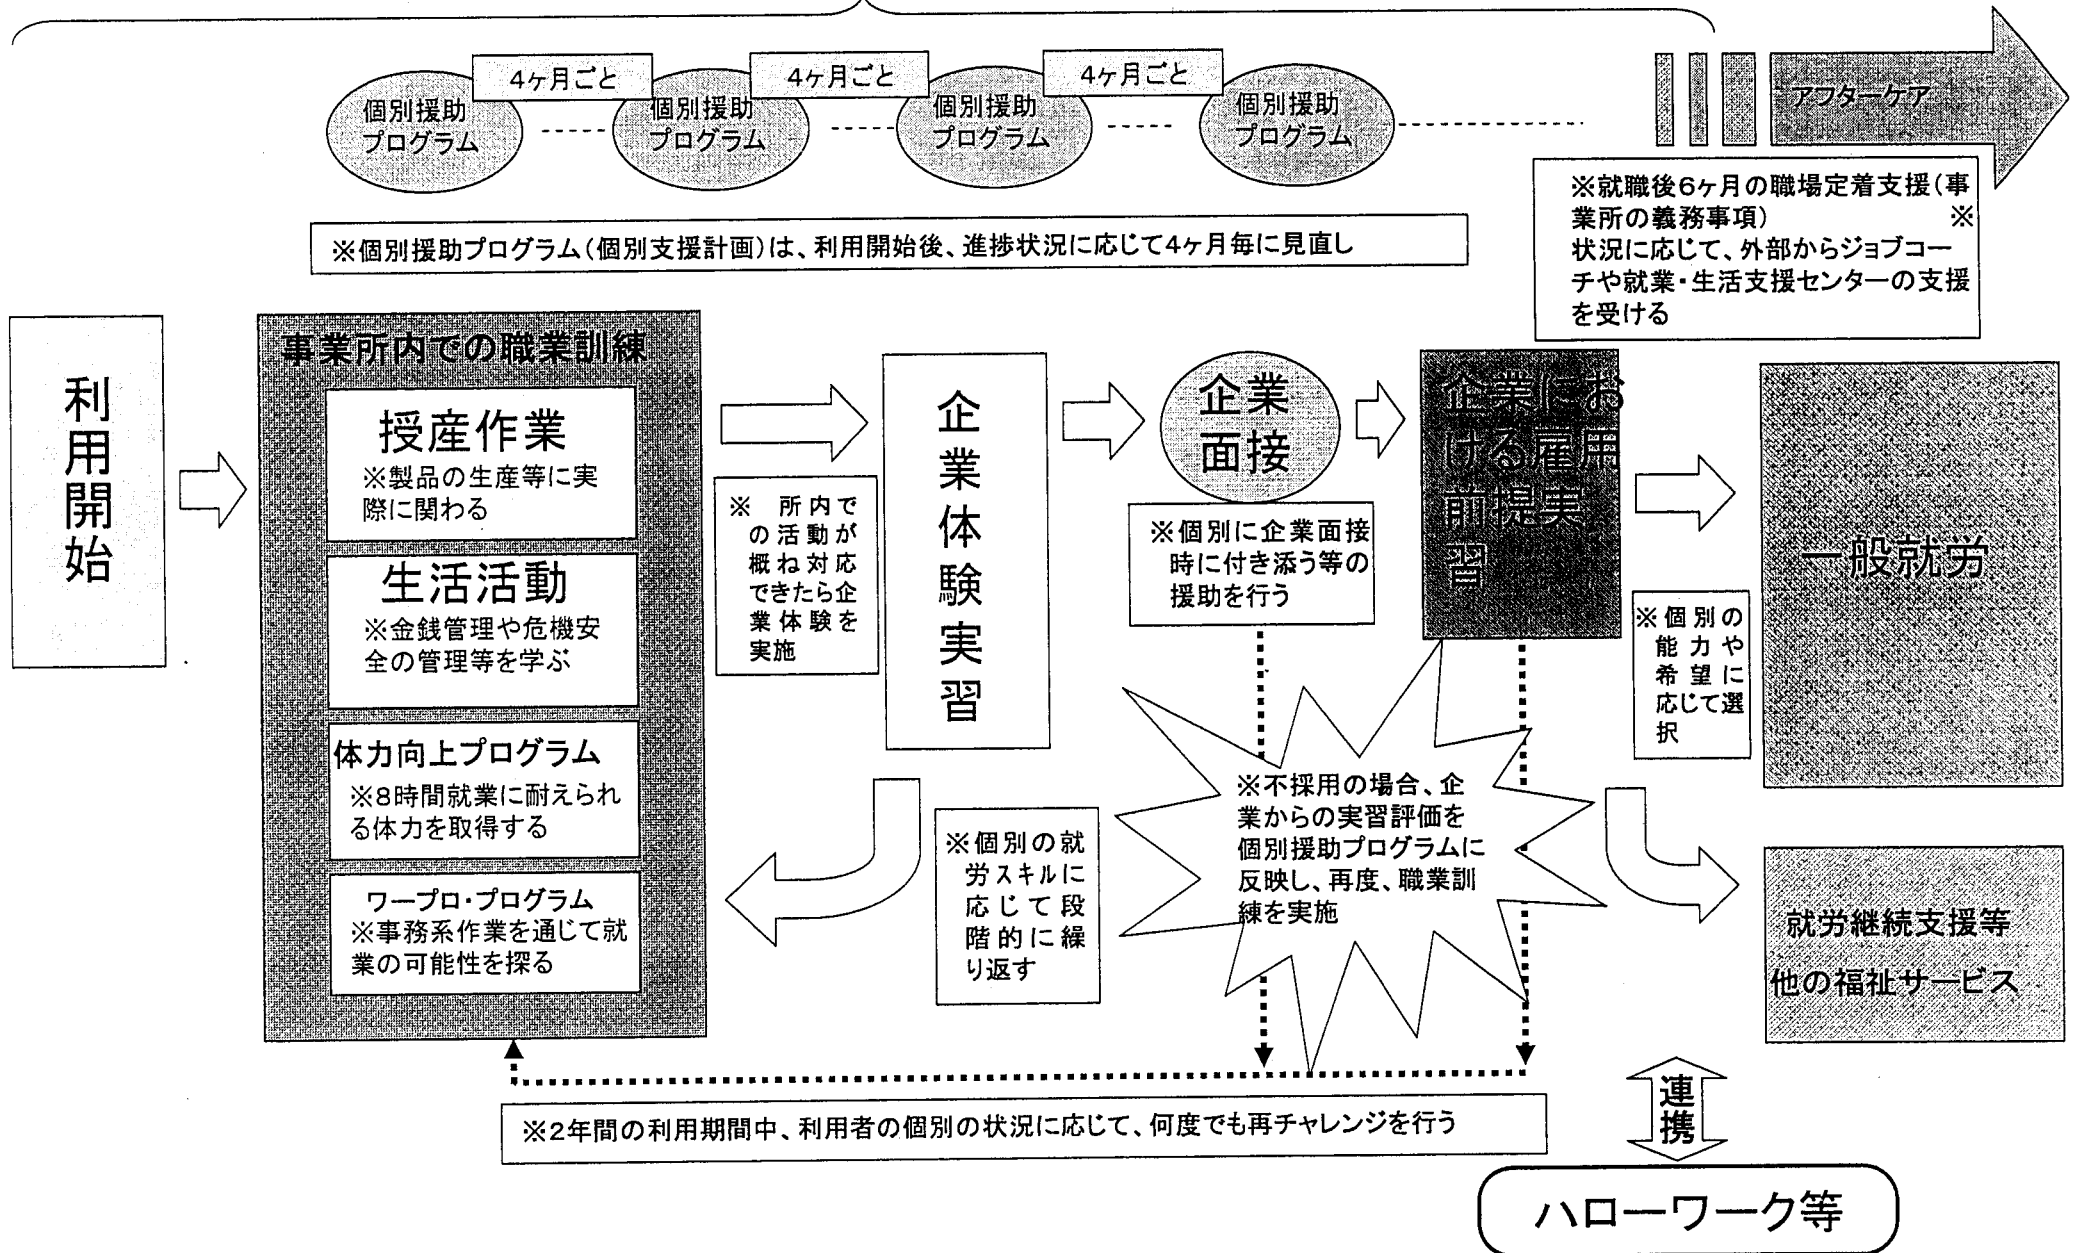 4ヶ月ごと
4ヶ月ごと
4ヶ月ごと
個別援助
プログラム
個別援助
プログラム
個別援助
プログラム
個別援助
プログラム
アフターケア
※就職後6ヶ月の職場定着支援(事
業所の義務事項) ※
状況に応じて、外部からジョブコー
チや就業・生活支援センターの支援
を受ける
※個別援助プログラム(個別支援計画)は、利用開始後、進捗状況に応じて4ヶ月毎に見直し
利用開始
事業所内での職業訓練
授産作業
※製品の生産等に実
際に関わる
生活活動
※金銭管理や危機安
全の管理等を学ぶ
体力向上プログラム
※8時間就業に耐えられ
る体力を取得する
ワープロ・プログラム
※事務系作業を通じて就
業の可能性を探る
※ 所内で
の活動が
概ね対応
できたら企
業体験を
実施
企業体験実習
※個別の就
労スキルに
応じて段
階的に繰
り返す
企業
面接
※個別に企業面接
時に付き添う等の
援助を行う
企業にお
ける雇用
前提実
習
※個別の
能力や
希望に
応じて選
択
※不採用の場合、企
業からの実習評価を
個別援助プログラムに
反映し、再度、職業訓
練を実施
一般就労
就労継続支援等
他の福祉サービス
※2年間の利用期間中、利用者の個別の状況に応じて、何度でも再チャレンジを行う
連携
ハローワーク等